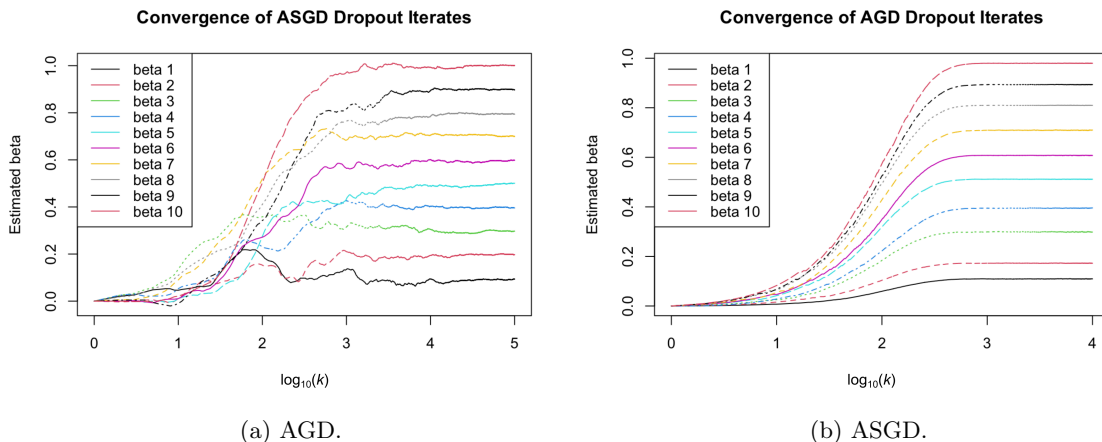 Convergence of ASGD Dropout Iterates
Estimated beta
1.0
0.8
0.6
0.4
0.2
0.0
beta 1
beta 2
beta 3
beta 4
beta 5
beta 6
beta 7
beta 8
beta 9
beta 10
0 1 2 3 4 5
log₁₀(k)
(a) AGD.
Convergence of AGD Dropout Iterates
Estimated beta
1.0
0.8
0.6
0.4
0.2
0.0
beta 1
beta 2
beta 3
beta 4
beta 5
beta 6
beta 7
beta 8
beta 9
beta 10
0 1 2 3 4
log₁₀(k)
(b) ASGD.